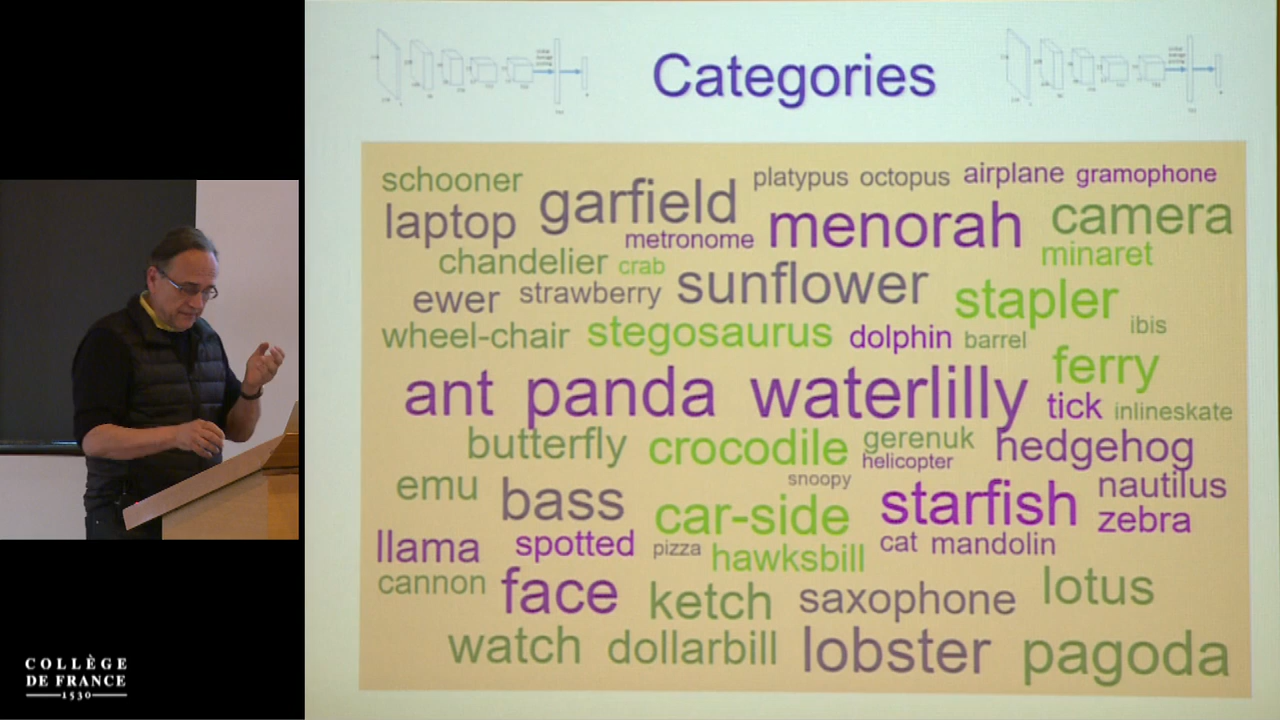 Categories
schooner garfield platypus octopus airplane gramophone
laptop metronome menorah camera
chandelier crab sunflower minaret
ewer strawberry stapler
wheel-chair stegosaurus dolphin barrel ibis
ant panda waterlilly ferry
tick inlineskate
butterfly crocodile gerenuk hedgehog
helicopter
emu bass snoopy starfish nautilus
car-side zebra
llama spotted pizza hawksbill cat mandolin
cannon face ketch saxophone lotus
watch dollarbill lobster pagoda
COLLÈGE
DE FRANCE
1530